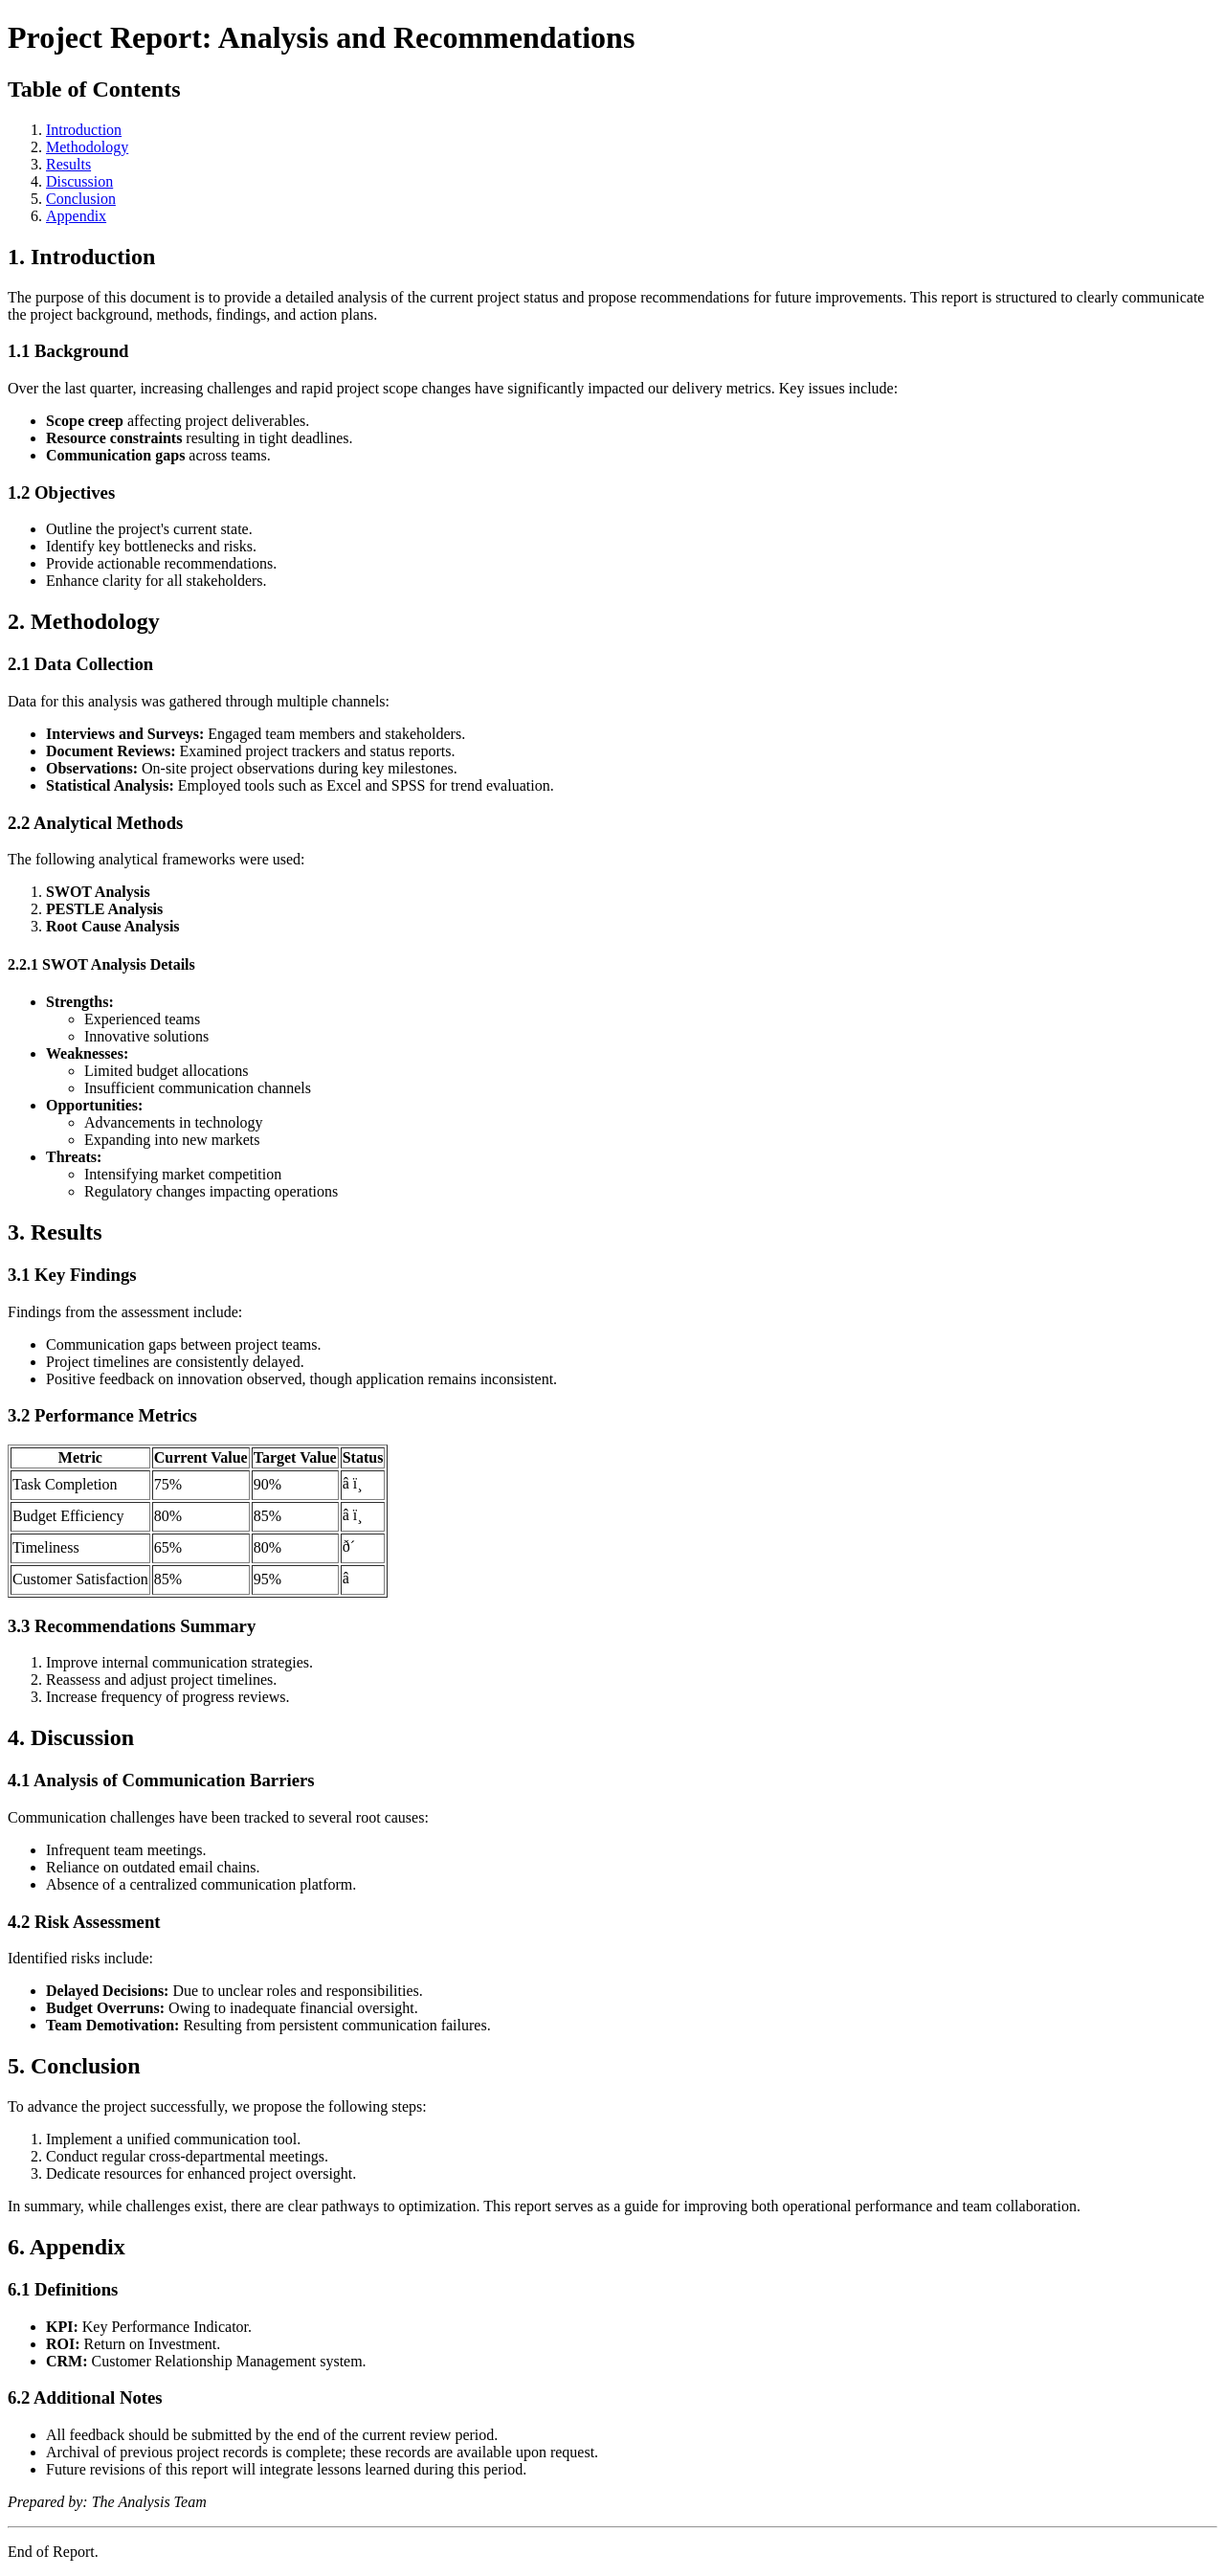 Project Report: Analysis and Recommendations
Table of Contents
1. Introduction
2. Methodology
3. Results
4. Discussion
5. Conclusion
6. Appendix
1. Introduction
The purpose of this document is to provide a detailed analysis of the current project status and propose recommendations for future improvements. This report is structured to clearly communicate
the project background, methods, findings, and action plans.
1.1 Background
Over the last quarter, increasing challenges and rapid project scope changes have significantly impacted our delivery metrics. Key issues include:
• Scope creep affecting project deliverables.
• Resource constraints resulting in tight deadlines.
• Communication gaps across teams.
1.2 Objectives
• Outline the project's current state.
• Identify key bottlenecks and risks.
• Provide actionable recommendations.
• Enhance clarity for all stakeholders.
2. Methodology
2.1 Data Collection
Data for this analysis was gathered through multiple channels:
• Interviews and Surveys: Engaged team members and stakeholders.
• Document Reviews: Examined project trackers and status reports.
• Observations: On-site project observations during key milestones.
• Statistical Analysis: Employed tools such as Excel and SPSS for trend evaluation.
2.2 Analytical Methods
The following analytical frameworks were used:
1. SWOT Analysis
2. PESTLE Analysis
3. Root Cause Analysis
2.2.1 SWOT Analysis Details
• Strengths:
◦ Experienced teams
◦ Innovative solutions
• Weaknesses:
◦ Limited budget allocations
◦ Insufficient communication channels
• Opportunities:
◦ Advancements in technology
◦ Expanding into new markets
• Threats:
◦ Intensifying market competition
◦ Regulatory changes impacting operations
3. Results
3.1 Key Findings
Findings from the assessment include:
• Communication gaps between project teams.
• Project timelines are consistently delayed.
• Positive feedback on innovation observed, though application remains inconsistent.
3.2 Performance Metrics
Metric Current Value Target Value Status
Task Completion 75% 90% â ï¸
Budget Efficiency 80% 85% â ï¸
Timeliness 65% 80% ð´
Customer Satisfaction 85% 95% â
3.3 Recommendations Summary
1. Improve internal communication strategies.
2. Reassess and adjust project timelines.
3. Increase frequency of progress reviews.
4. Discussion
4.1 Analysis of Communication Barriers
Communication challenges have been tracked to several root causes:
• Infrequent team meetings.
• Reliance on outdated email chains.
• Absence of a centralized communication platform.
4.2 Risk Assessment
Identified risks include:
• Delayed Decisions: Due to unclear roles and responsibilities.
• Budget Overruns: Owing to inadequate financial oversight.
• Team Demotivation: Resulting from persistent communication failures.
5. Conclusion
To advance the project successfully, we propose the following steps:
1. Implement a unified communication tool.
2. Conduct regular cross-departmental meetings.
3. Dedicate resources for enhanced project oversight.
In summary, while challenges exist, there are clear pathways to optimization. This report serves as a guide for improving both operational performance and team collaboration.
6. Appendix
6.1 Definitions
• KPI: Key Performance Indicator.
• ROI: Return on Investment.
• CRM: Customer Relationship Management system.
6.2 Additional Notes
• All feedback should be submitted by the end of the current review period.
• Archival of previous project records is complete; these records are available upon request.
• Future revisions of this report will integrate lessons learned during this period.
Prepared by: The Analysis Team
End of Report.